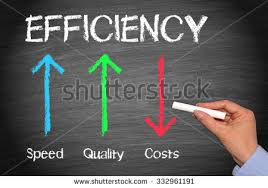 EFFICIENCY
shutterstock
Speed Quality Costs
www.shutterstock.com · 332961191